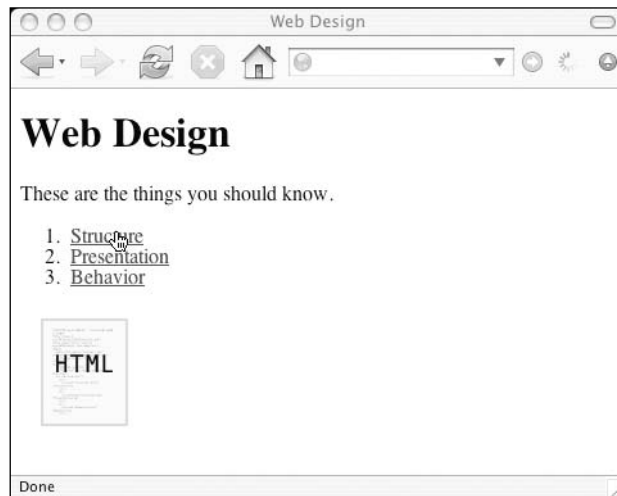 Web Design
Web Design
These are the things you should know.
1. Structure
2. Presentation
3. Behavior
HTML
Done